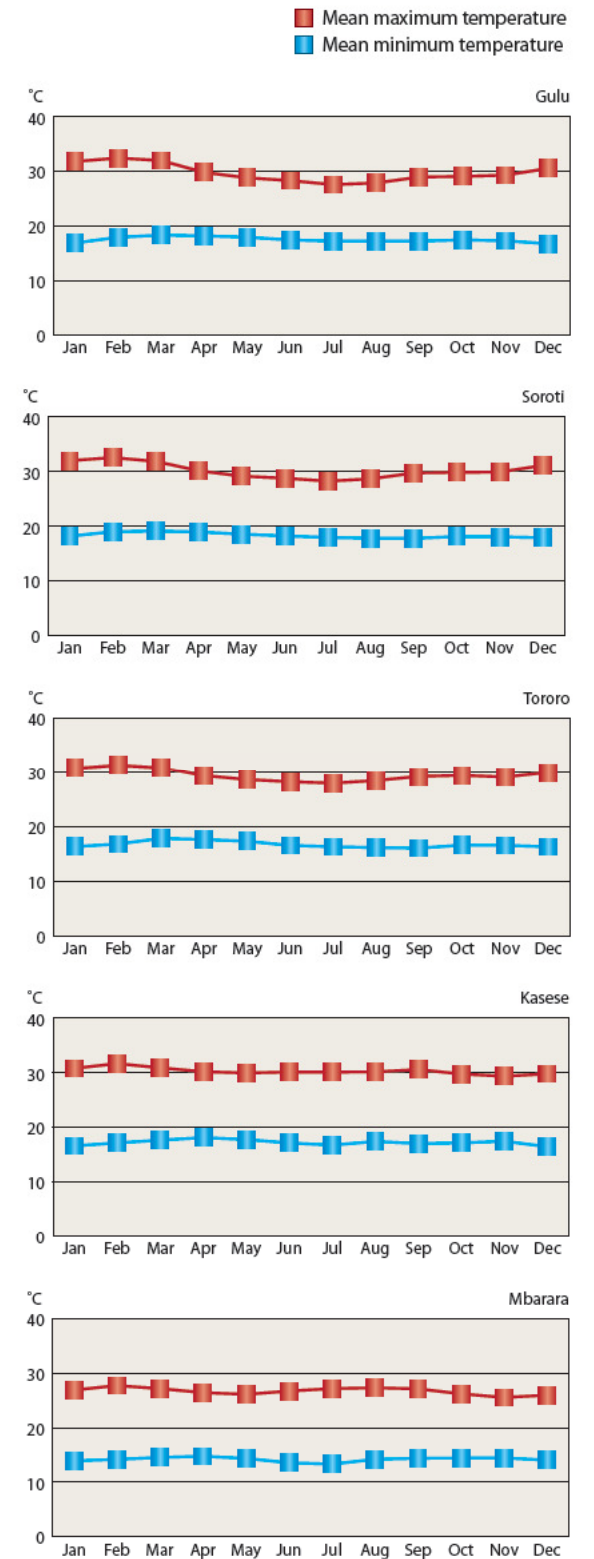 Mean maximum temperature
Mean minimum temperature
°C Gulu
40
30
20
10
0
Jan Feb Mar Apr May Jun Jul Aug Sep Oct Nov Dec
°C Soroti
40
30
20
10
0
Jan Feb Mar Apr May Jun Jul Aug Sep Oct Nov Dec
°C Tororo
40
30
20
10
0
Jan Feb Mar Apr May Jun Jul Aug Sep Oct Nov Dec
°C Kasese
40
30
20
10
0
Jan Feb Mar Apr May Jun Jul Aug Sep Oct Nov Dec
°C Mbarara
40
30
20
10
0
Jan Feb Mar Apr May Jun Jul Aug Sep Oct Nov Dec